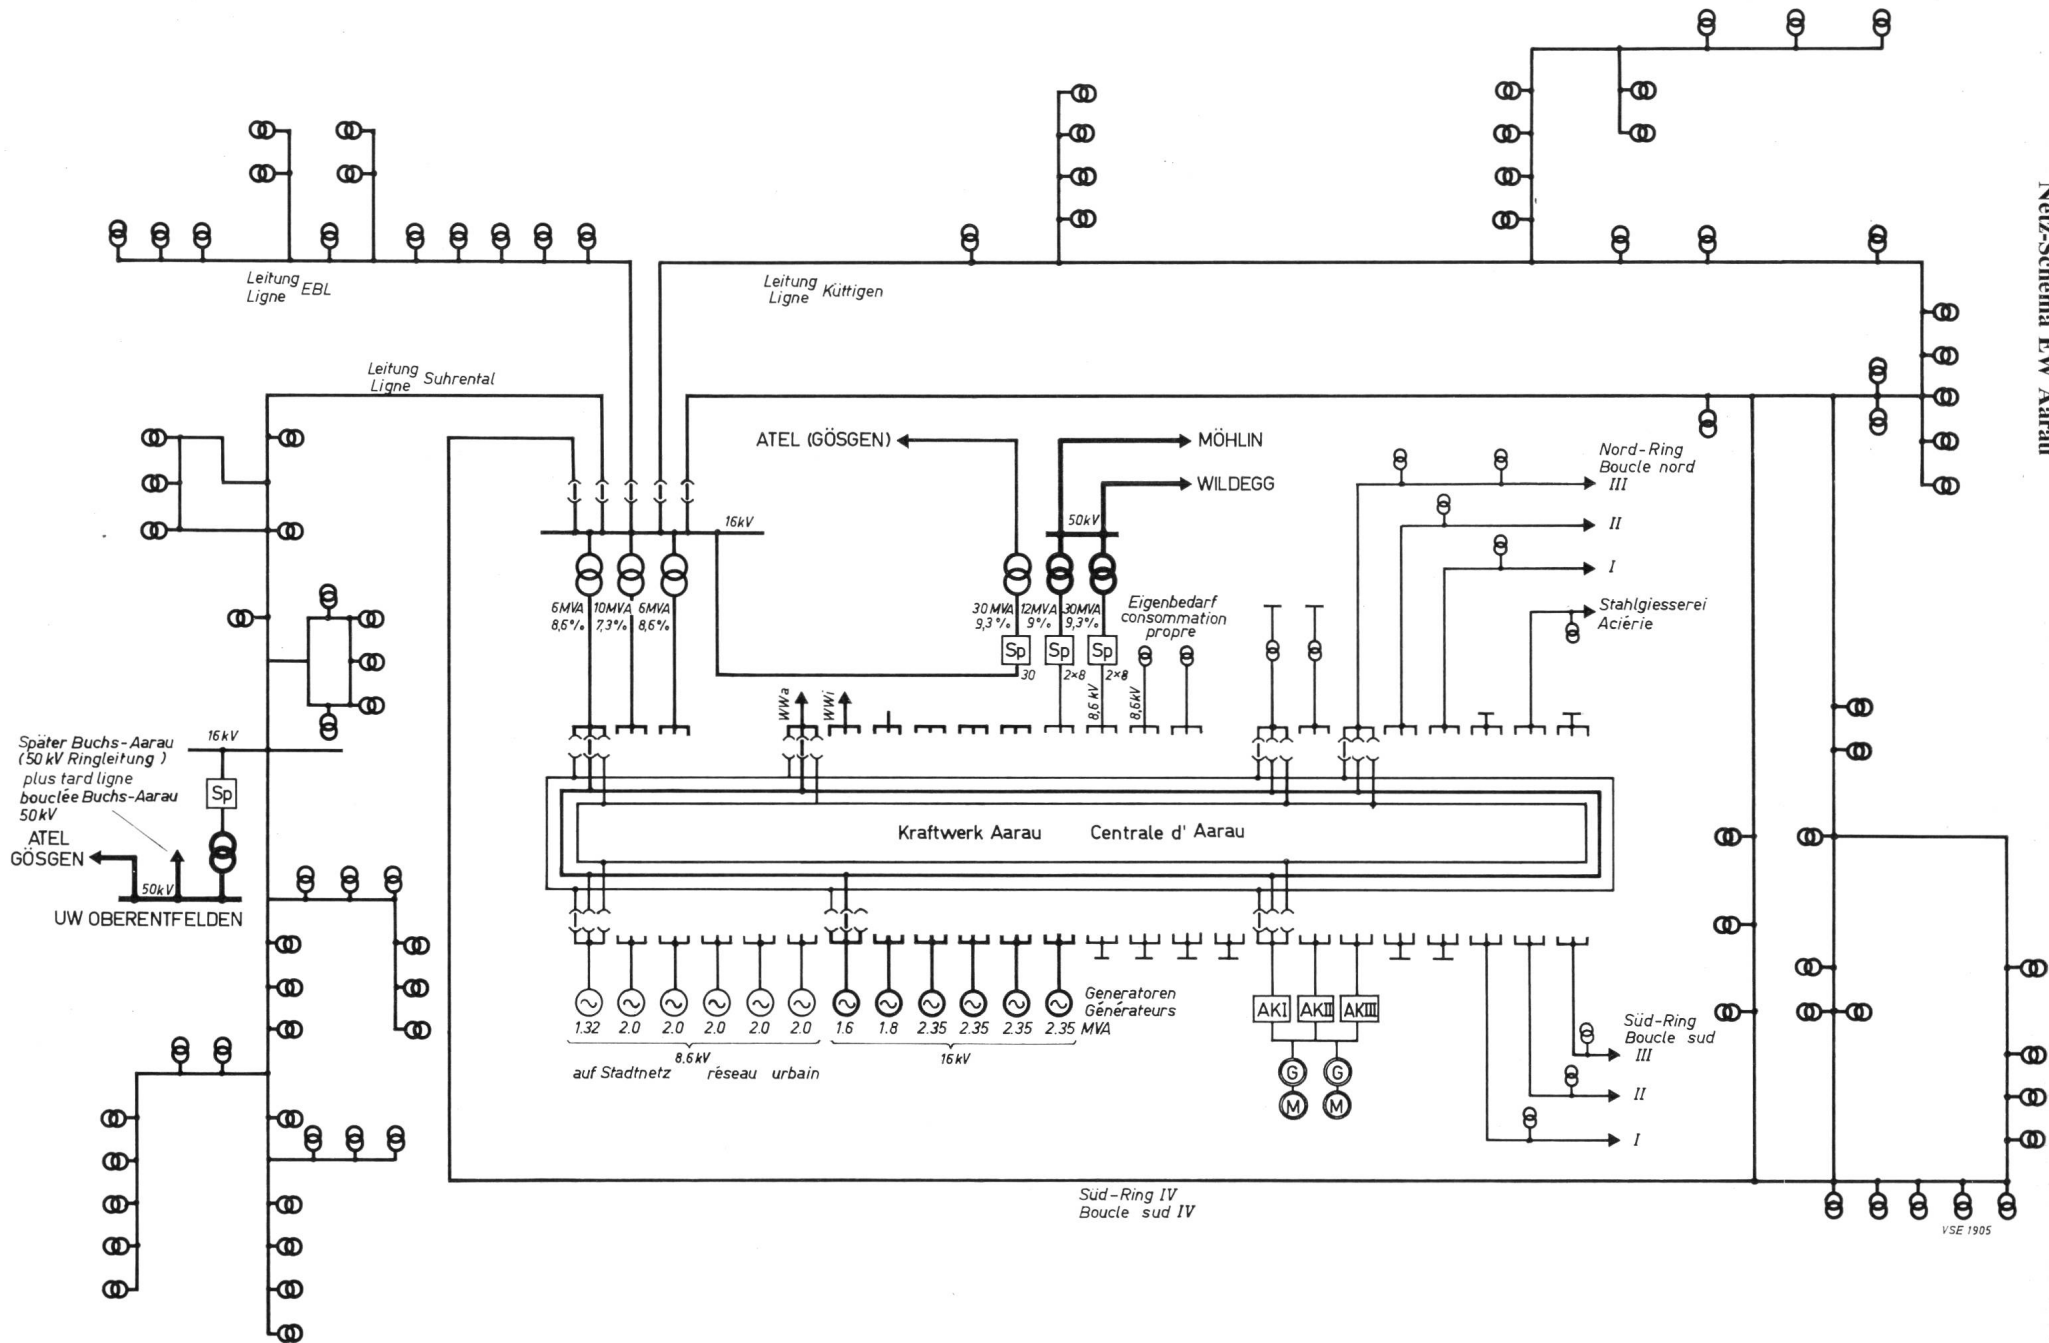 Netz-Schema EW Aarau
Leitung
Ligne EBL
Leitung
Ligne Küttigen
Leitung
Ligne Suhrental
ATEL (GÖSGEN)
MÖHLIN
WILDEGG
16kV
50kV
Nord-Ring
Boucle nord
III
II
I
Stahlgiesserei
Aciérie
6MVA 10MVA 6MVA
8,6% 7,3% 8,6%
30MVA 12MVA 30MVA
9,3% 9% 9,3%
Sp Sp Sp
30 2×8 2×8
Eigenbedarf
consommation
propre
8,6 kV
8,6kV
WWa
WWi
16kV
Später Buchs-Aarau
(50 kV Ringleitung)
plus tard ligne
bouclée Buchs-Aarau
50kV
Sp
ATEL
GÖSGEN
50kV
UW OBERENTFELDEN
Kraftwerk Aarau Centrale d'Aarau
Generatoren
Générateurs
1.32 2.0 2.0 2.0 2.0 2.0 1.6 1.8 2.35 2.35 2.35 2.35 MVA
8.6kV 16kV
auf Stadtnetz réseau urbain
AKI AKII AKIII
G G
M M
Süd-Ring
Boucle sud
III
II
I
Süd-Ring IV
Boucle sud IV
VSE 1905